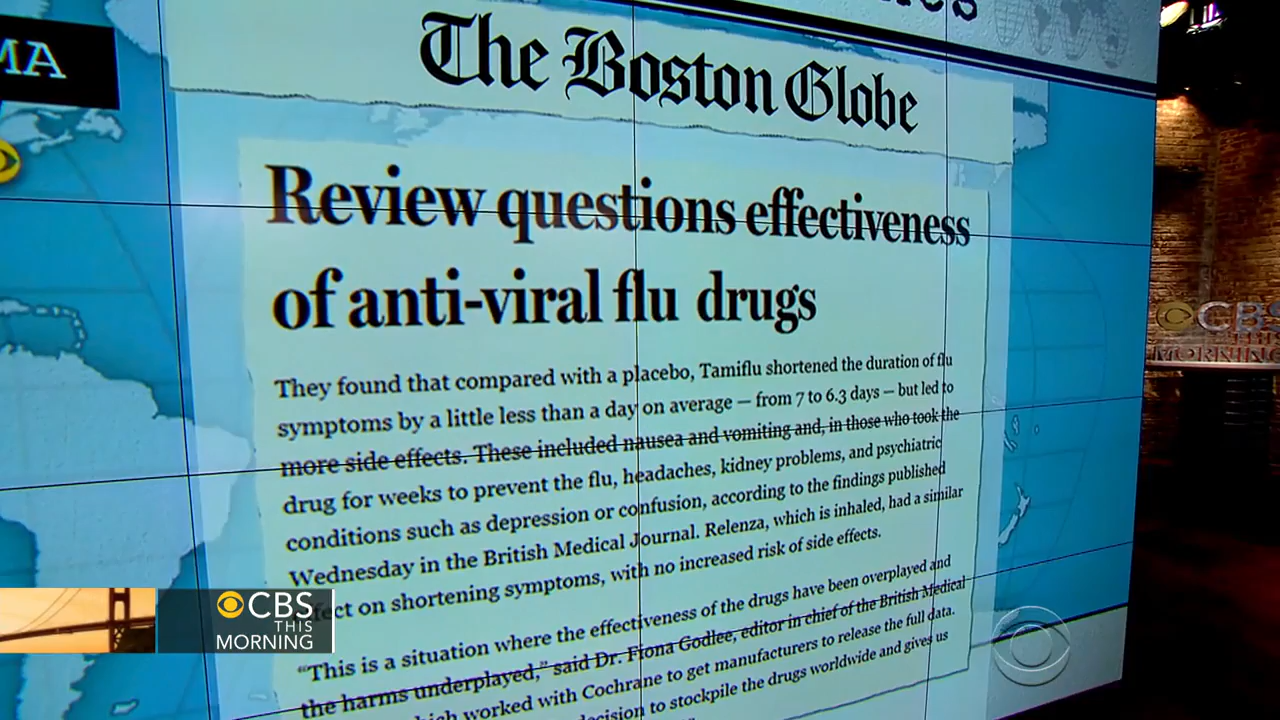 MA
The Boston Globe
Review questions effectiveness
of anti-viral flu drugs
They found that compared with a placebo, Tamiflu shortened the duration of flu
symptoms by a little less than a day on average — from 7 to 6.3 days — but led to
more side effects. These included nausea and vomiting and, in those who took the
drug for weeks to prevent the flu, headaches, kidney problems, and psychiatric
conditions such as depression or confusion, according to the findings published
Wednesday in the British Medical Journal. Relenza, which is inhaled, had a similar
on shortening symptoms, with no increased risk of side effects.
“This is a situation where the effectiveness of the drugs have been overplayed and
the harms underplayed,” said Dr. Fiona Godlee, editor in chief of the British Medical
worked with Cochrane to get manufacturers to release the full data.
to stockpile the drugs worldwide and gives us
CBS
THIS
MORNING
CBS
THIS
MORNING